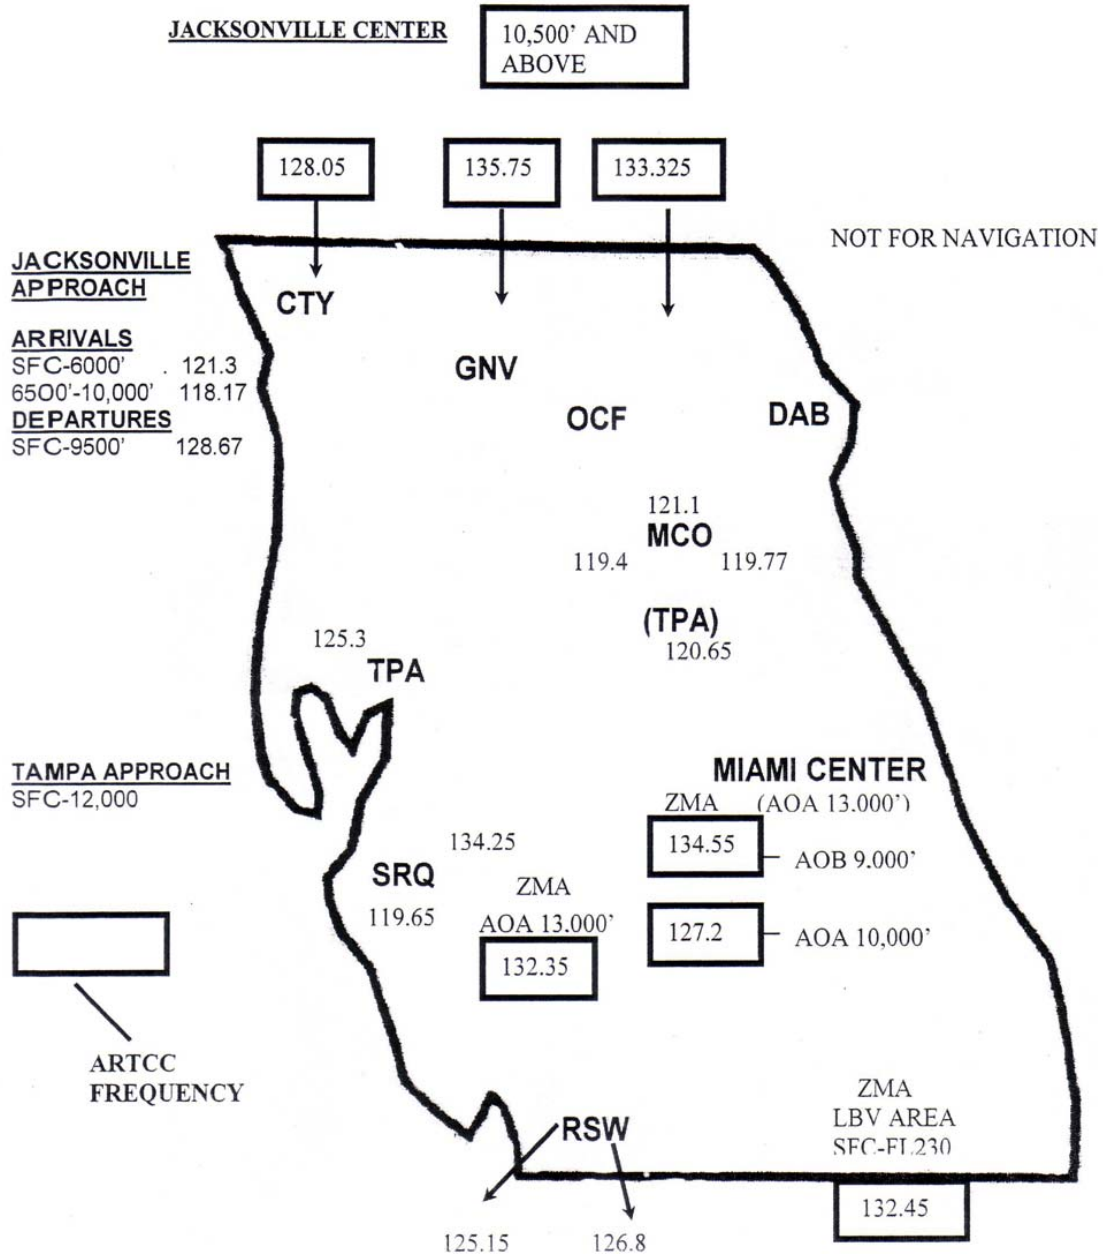 JACKSONVILLE CENTER
10,500' AND
ABOVE
128.05
135.75
133.325
NOT FOR NAVIGATION
JACKSONVILLE
APPROACH
ARRIVALS
SFC-6000' . 121.3
6500'-10,000' 118.17
DEPARTURES
SFC-9500' 128.67
CTY
GNV
OCF
DAB
121.1
MCO
119.4
119.77
(TPA)
120.65
125.3
TPA
TAMPA APPROACH
SFC-12,000
MIAMI CENTER
ZMA (AOA 13.000')
134.55
AOB 9.000'
127.2
AOA 10,000'
134.25
SRQ
119.65
ZMA
AOA 13.000'
132.35
ARTCC
FREQUENCY
RSW
125.15
126.8
ZMA
LBV AREA
SFC-FL230
132.45